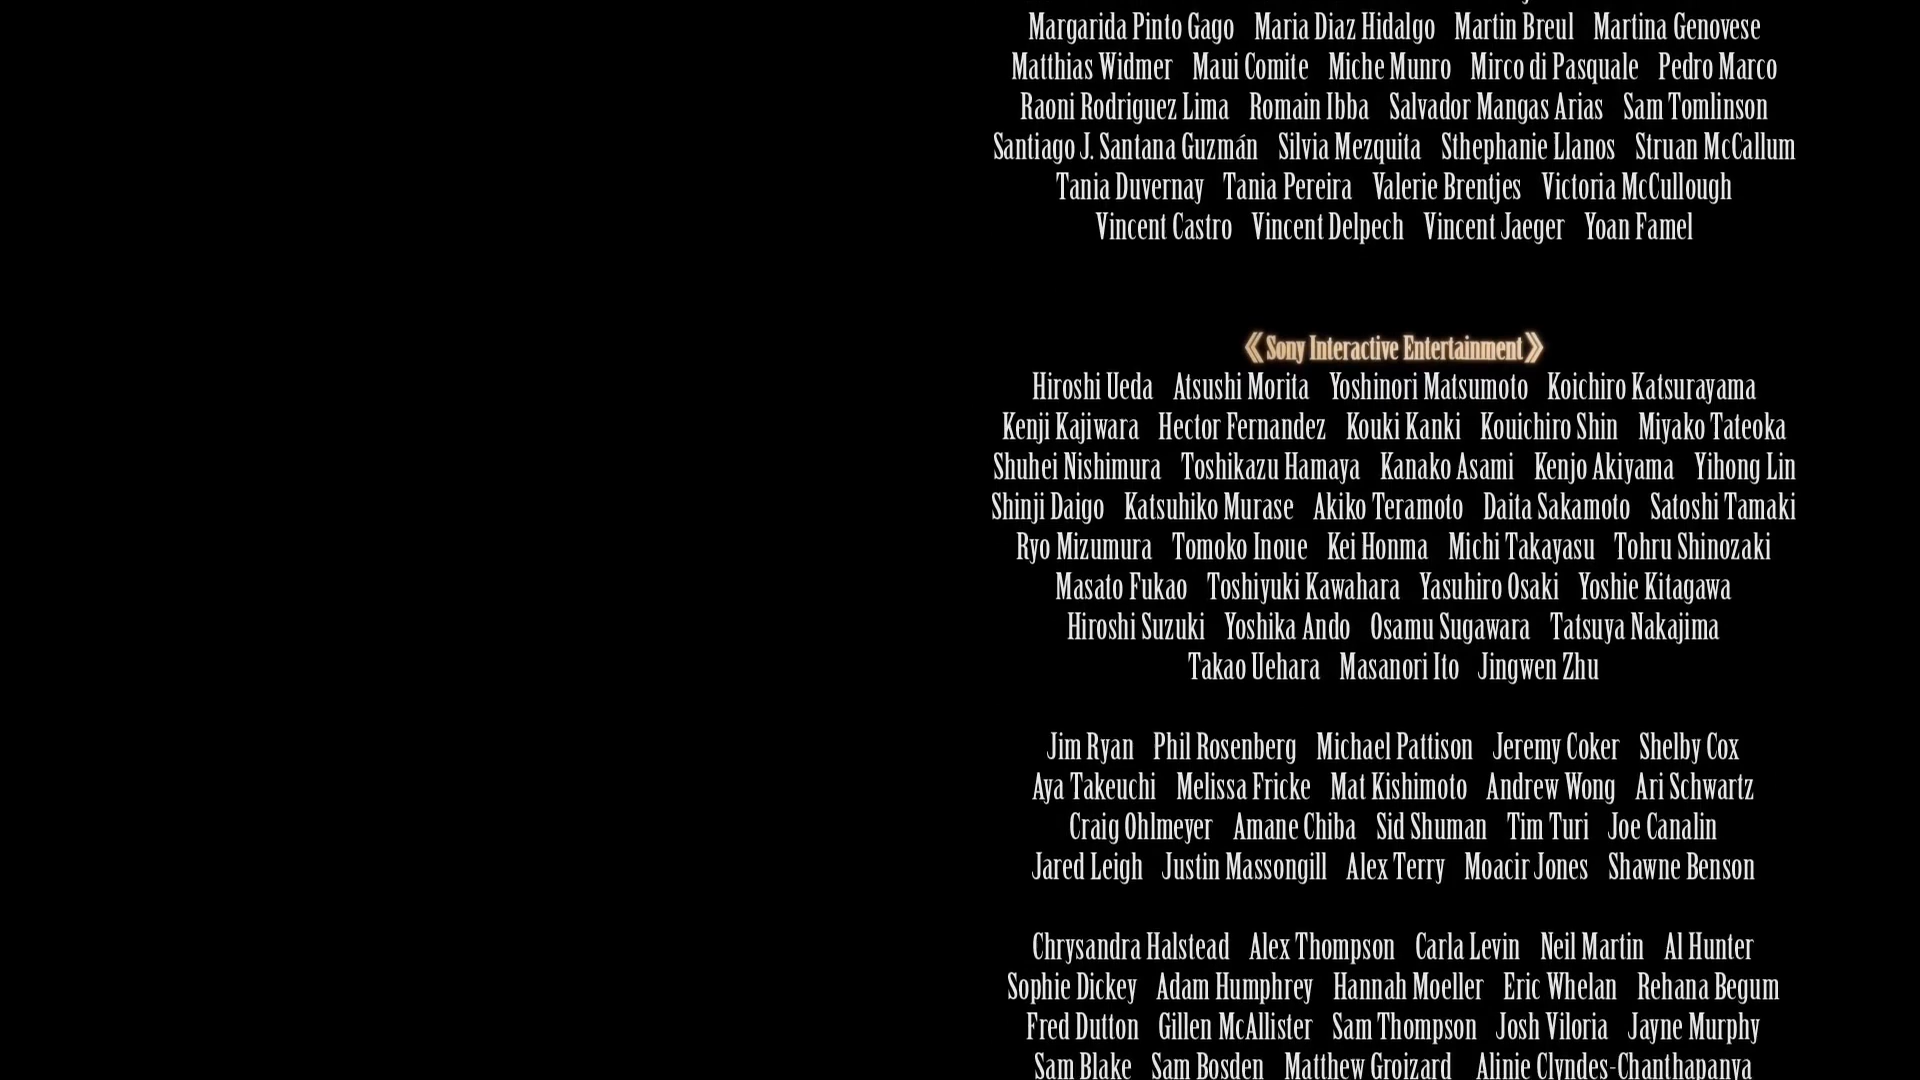 Margarida Pinto Gago Maria Diaz Hidalgo Martin Breul Martina Genovese
Matthias Widmer Maui Comite Miche Munro Mirco di Pasquale Pedro Marco
Raoni Rodriguez Lima Romain Ibba Salvador Mangas Arias Sam Tomlinson
Santiago J. Santana Guzmán Silvia Mezquita Sthephanie Llanos Struan McCallum
Tania Duvernay Tania Pereira Valerie Brentjes Victoria McCullough
Vincent Castro Vincent Delpech Vincent Jaeger Yoan Famel
《Sony Interactive Entertainment》
Hiroshi Ueda Atsushi Morita Yoshinori Matsumoto Koichiro Katsurayama
Kenji Kajiwara Hector Fernandez Kouki Kanki Kouichiro Shin Miyako Tateoka
Shuhei Nishimura Toshikazu Hamaya Kanako Asami Kenjo Akiyama Yihong Lin
Shinji Daigo Katsuhiko Murase Akiko Teramoto Daita Sakamoto Satoshi Tamaki
Ryo Mizumura Tomoko Inoue Kei Honma Michi Takayasu Tohru Shinozaki
Masato Fukao Toshiyuki Kawahara Yasuhiro Osaki Yoshie Kitagawa
Hiroshi Suzuki Yoshika Ando Osamu Sugawara Tatsuya Nakajima
Takao Uehara Masanori Ito Jingwen Zhu
Jim Ryan Phil Rosenberg Michael Pattison Jeremy Coker Shelby Cox
Aya Takeuchi Melissa Fricke Mat Kishimoto Andrew Wong Ari Schwartz
Craig Ohlmeyer Amane Chiba Sid Shuman Tim Turi Joe Canalin
Jared Leigh Justin Massongill Alex Terry Moacir Jones Shawne Benson
Chrysandra Halstead Alex Thompson Carla Levin Neil Martin Al Hunter
Sophie Dickey Adam Humphrey Hannah Moeller Eric Whelan Rehana Begum
Fred Dutton Gillen McAllister Sam Thompson Josh Viloria Jayne Murphy
Sam Blake Sam Bosden Matthew Groizard Alinie Clyndes-Chanthapanya